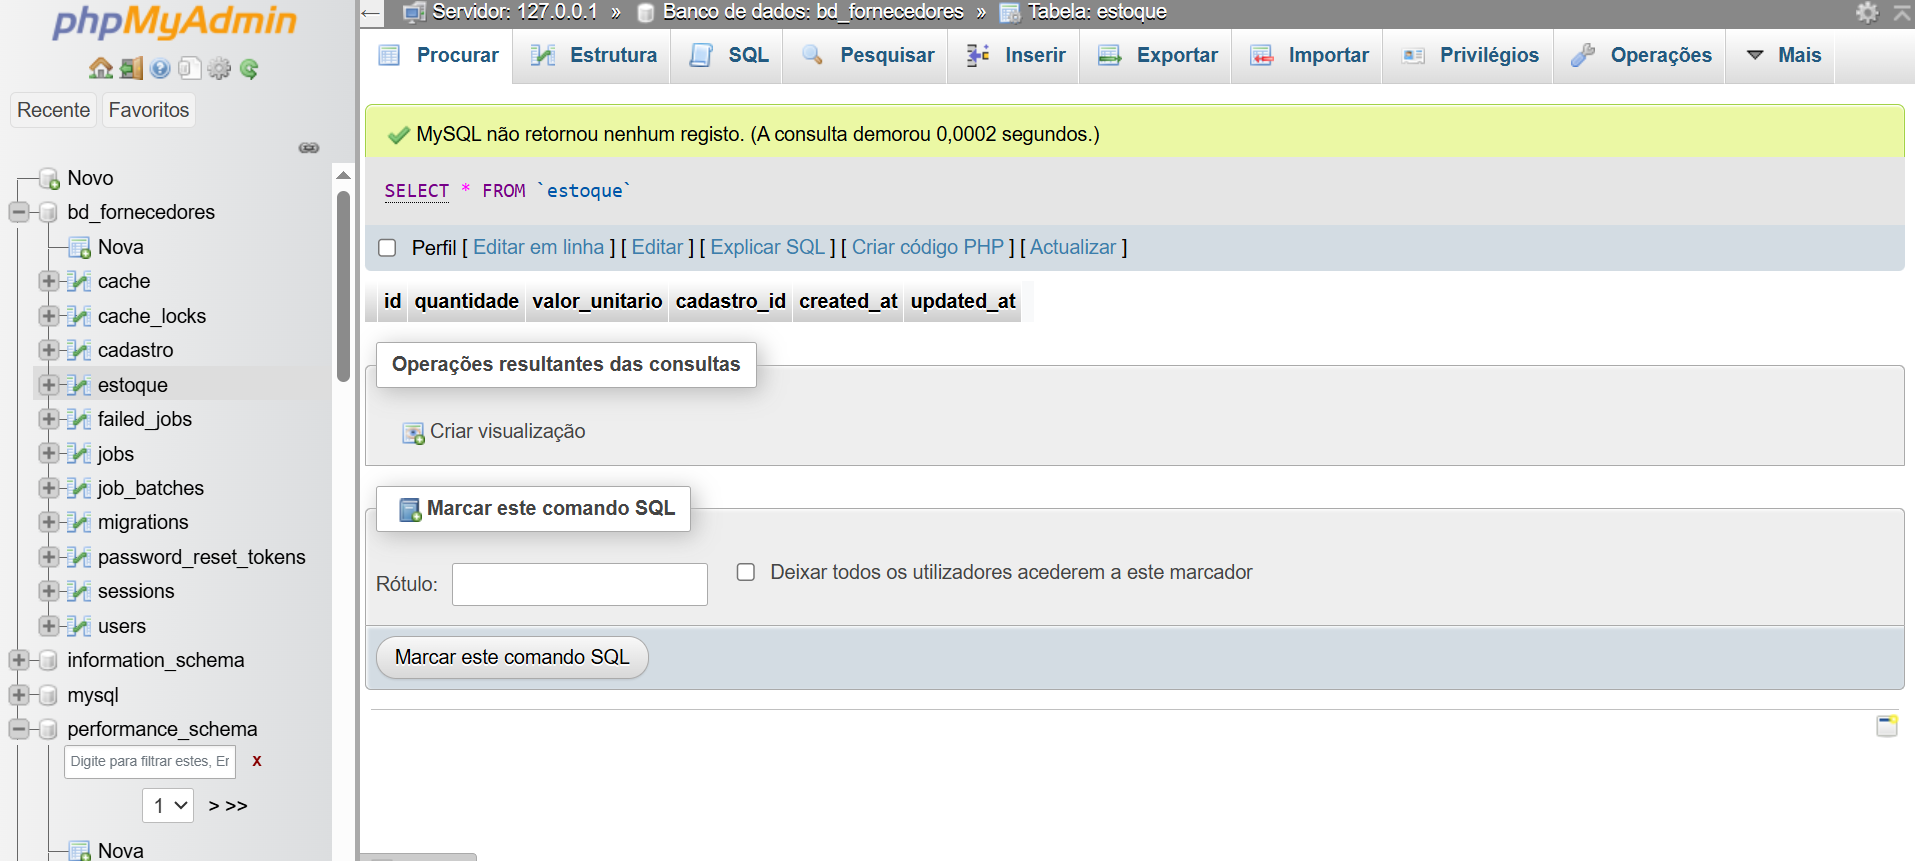 phpMyAdmin
Recente
Favoritos
Novo
bd_fornecedores
Nova
cache
cache_locks
cadastro
estoque
failed_jobs
jobs
job_batches
migrations
password_reset_tokens
sessions
users
information_schema
mysql
performance_schema
Digite para filtrar estes, Er
x
1
> >>
Nova
Servidor: 127.0.0.1 » Banco de dados: bd_fornecedores » Tabela: estoque
Procurar
Estrutura
SQL
Pesquisar
Inserir
Exportar
Importar
Privilégios
Operações
Mais
MySQL não retornou nenhum registo. (A consulta demorou 0,0002 segundos.)
SELECT * FROM `estoque`
Perfil [ Editar em linha ] [ Editar ] [ Explicar SQL ] [ Criar código PHP ] [ Actualizar ]
id quantidade valor_unitario cadastro_id created_at updated_at
Operações resultantes das consultas
Criar visualização
Marcar este comando SQL
Rótulo:
Deixar todos os utilizadores acederem a este marcador
Marcar este comando SQL